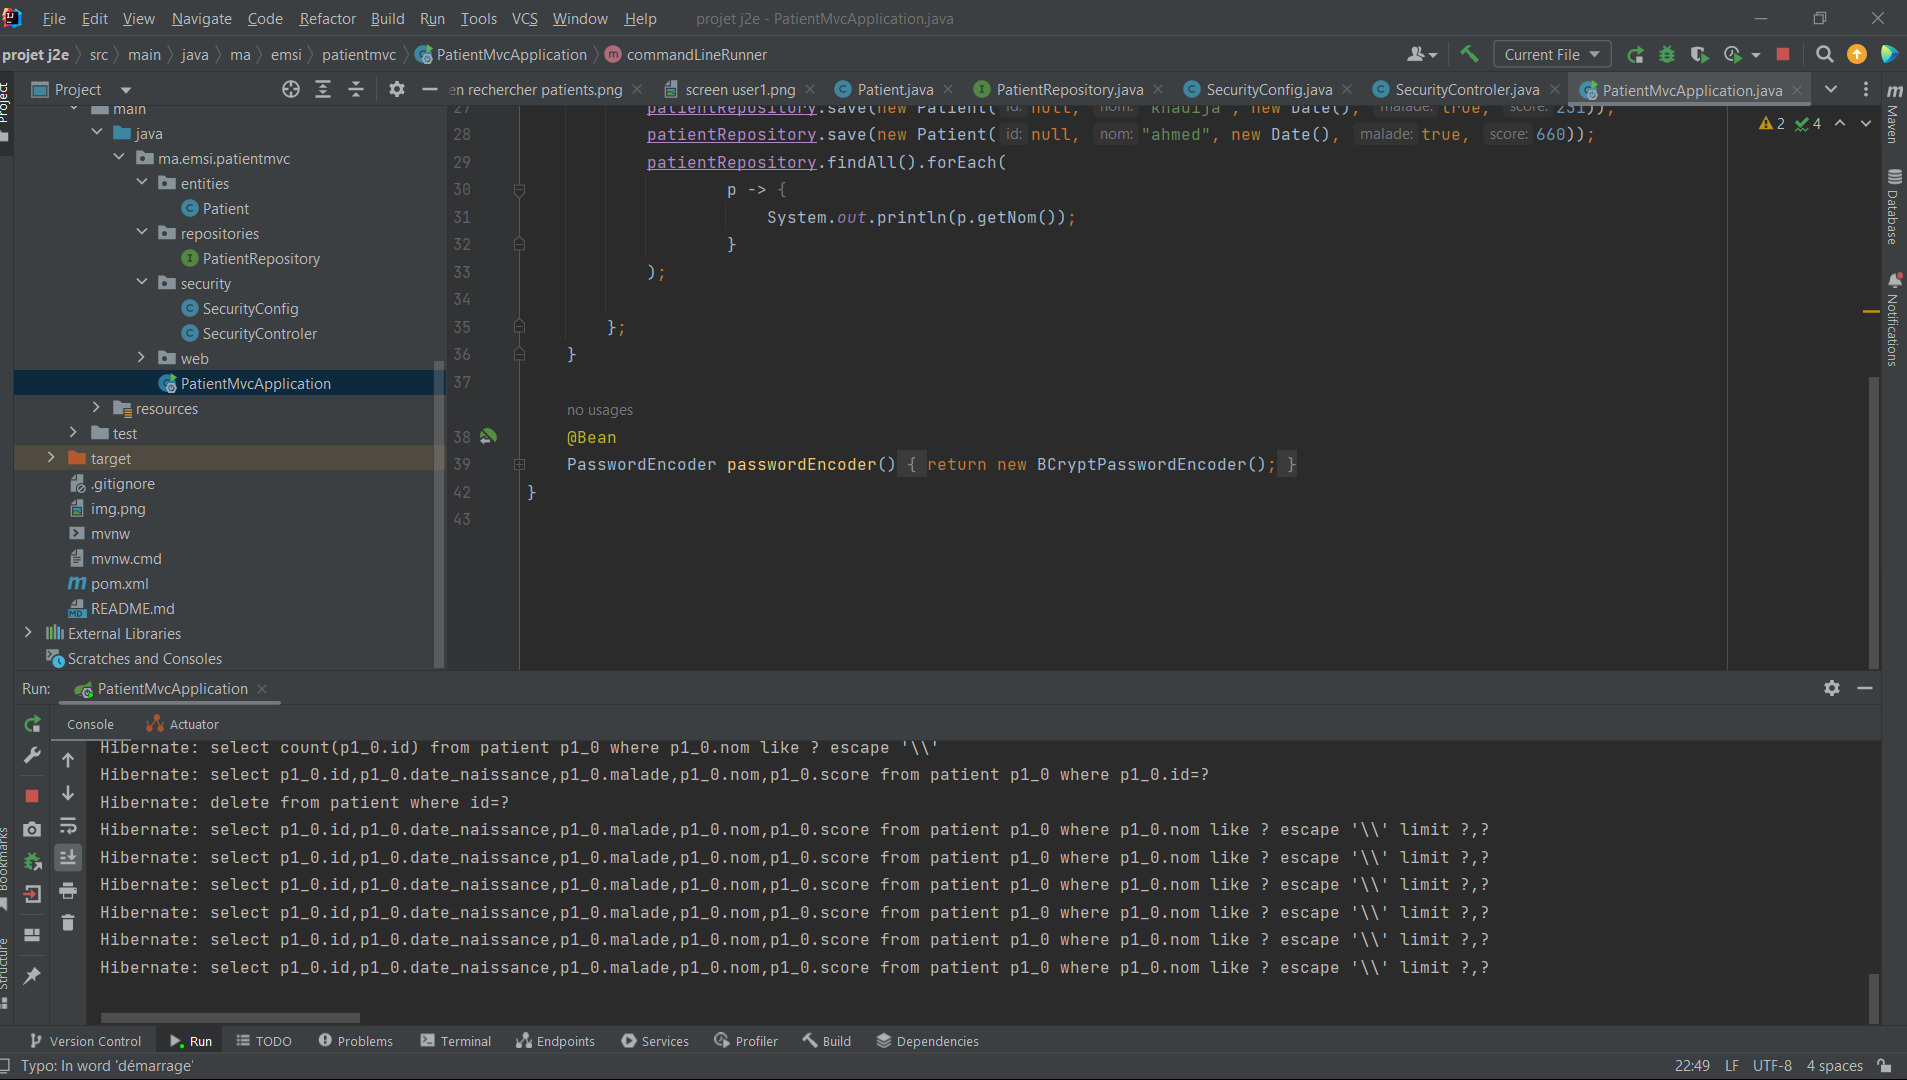 File Edit View Navigate Code Refactor Build Run Tools VCS Window Help projet j2e - PatientMvcApplication.java
projet j2e src main java ma emsi patientmvc PatientMvcApplication commandLineRunner Current File
Project
Project
en rechercher patients.png screen user1.png Patient.java PatientRepository.java SecurityConfig.java SecurityControler.java PatientMvcApplication.java
main
java
ma.emsi.patientmvc
entities
Patient
repositories
PatientRepository
security
SecurityConfig
SecurityControler
web
PatientMvcApplication
resources
test
target
.gitignore
img.png
mvnw
mvnw.cmd
pom.xml
README.md
External Libraries
Scratches and Consoles
27 patientRepository.save(new Patient( id: null, nom: "khadija", new Date(), malade: true, score: 231));
28 patientRepository.save(new Patient( id: null, nom: "ahmed", new Date(), malade: true, score: 660));
29 patientRepository.findAll().forEach(
30 p -> {
31 System.out.println(p.getNom());
32 }
33 );
34
35 };
36 }
37
no usages
38 @Bean
39 PasswordEncoder passwordEncoder() { return new BCryptPasswordEncoder(); }
42 }
43
2 4
Maven
Database
Notifications
Run: PatientMvcApplication
Console Actuator
Hibernate: select count(p1_0.id) from patient p1_0 where p1_0.nom like ? escape '\\'
Hibernate: select p1_0.id,p1_0.date_naissance,p1_0.malade,p1_0.nom,p1_0.score from patient p1_0 where p1_0.id=?
Hibernate: delete from patient where id=?
Hibernate: select p1_0.id,p1_0.date_naissance,p1_0.malade,p1_0.nom,p1_0.score from patient p1_0 where p1_0.nom like ? escape '\\' limit ?,?
Hibernate: select p1_0.id,p1_0.date_naissance,p1_0.malade,p1_0.nom,p1_0.score from patient p1_0 where p1_0.nom like ? escape '\\' limit ?,?
Hibernate: select p1_0.id,p1_0.date_naissance,p1_0.malade,p1_0.nom,p1_0.score from patient p1_0 where p1_0.nom like ? escape '\\' limit ?,?
Hibernate: select p1_0.id,p1_0.date_naissance,p1_0.malade,p1_0.nom,p1_0.score from patient p1_0 where p1_0.nom like ? escape '\\' limit ?,?
Hibernate: select p1_0.id,p1_0.date_naissance,p1_0.malade,p1_0.nom,p1_0.score from patient p1_0 where p1_0.nom like ? escape '\\' limit ?,?
Hibernate: select p1_0.id,p1_0.date_naissance,p1_0.malade,p1_0.nom,p1_0.score from patient p1_0 where p1_0.nom like ? escape '\\' limit ?,?
Bookmarks
Structure
Version Control Run TODO Problems Terminal Endpoints Services Profiler Build Dependencies
Typo: In word 'démarrage' 22:49 LF UTF-8 4 spaces